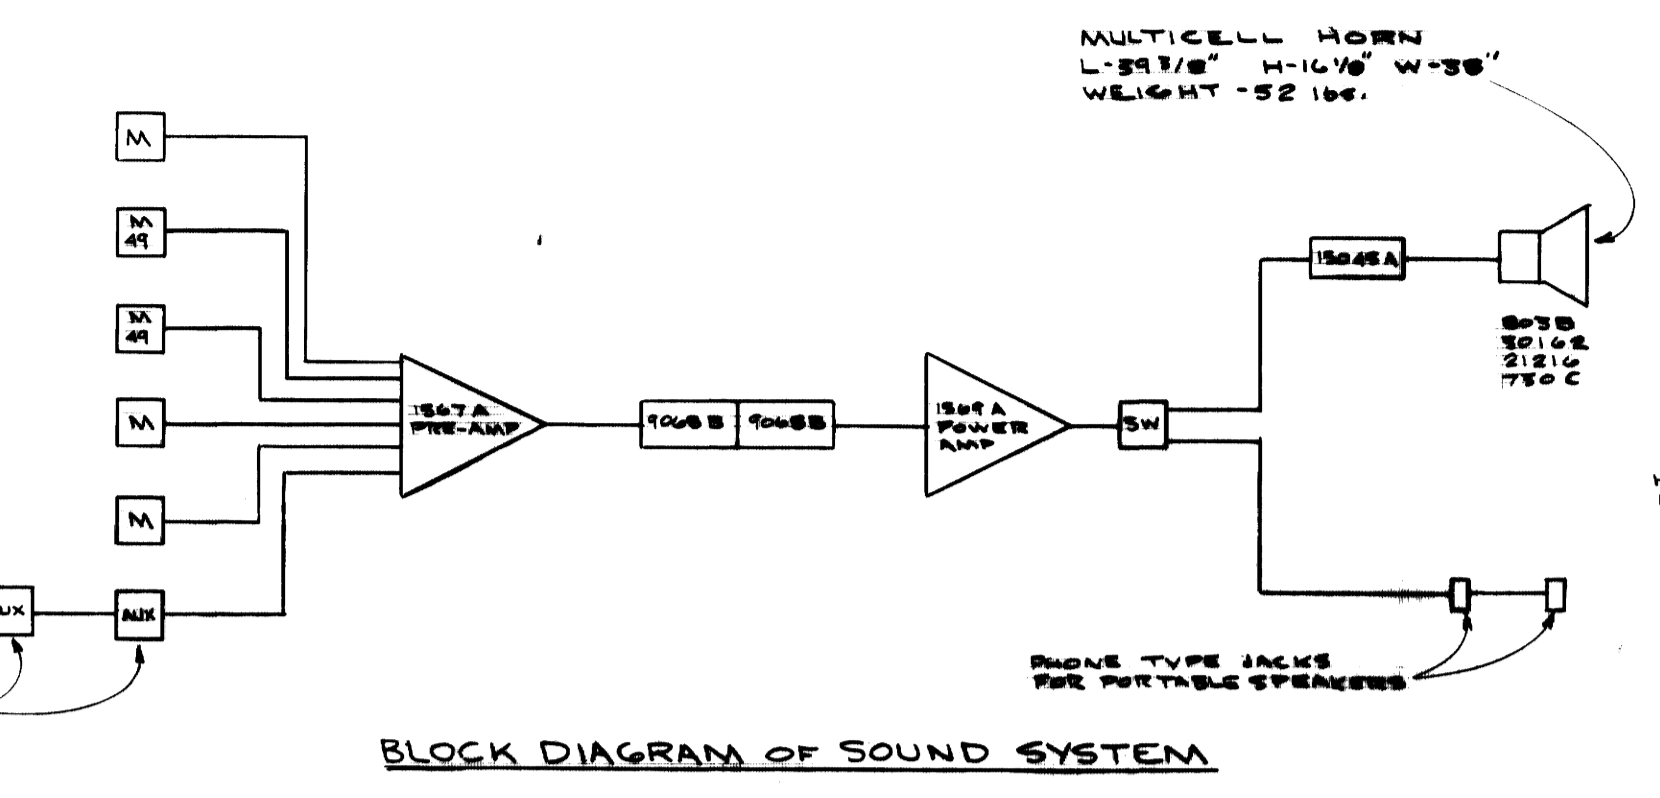 MULTICELL HORN
L-39 3/8" H-16 1/8" W-38"
WEIGHT -52 lbs.
M
M
49
M
49
M
M
UX
AUX
1567A
PRE-AMP
9068B
9068B
1569A
POWER
AMP
SW
15045A
803B
30162
21216
730C
PHONE TYPE JACKS
FOR PORTABLE SPEAKERS
BLOCK DIAGRAM OF SOUND SYSTEM